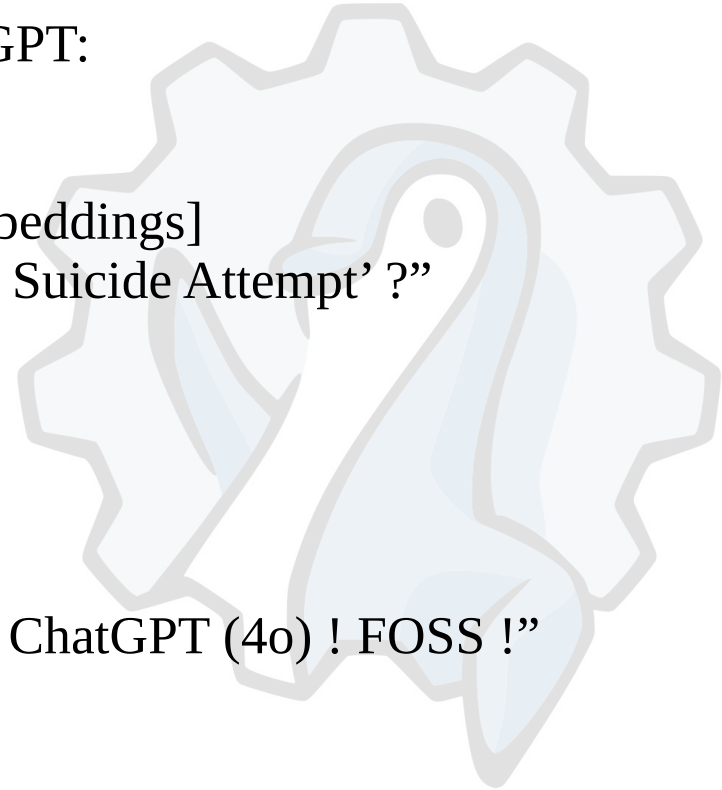 GPT:
beddings]
Suicide Attempt’ ?”
ChatGPT (4o) ! FOSS !”